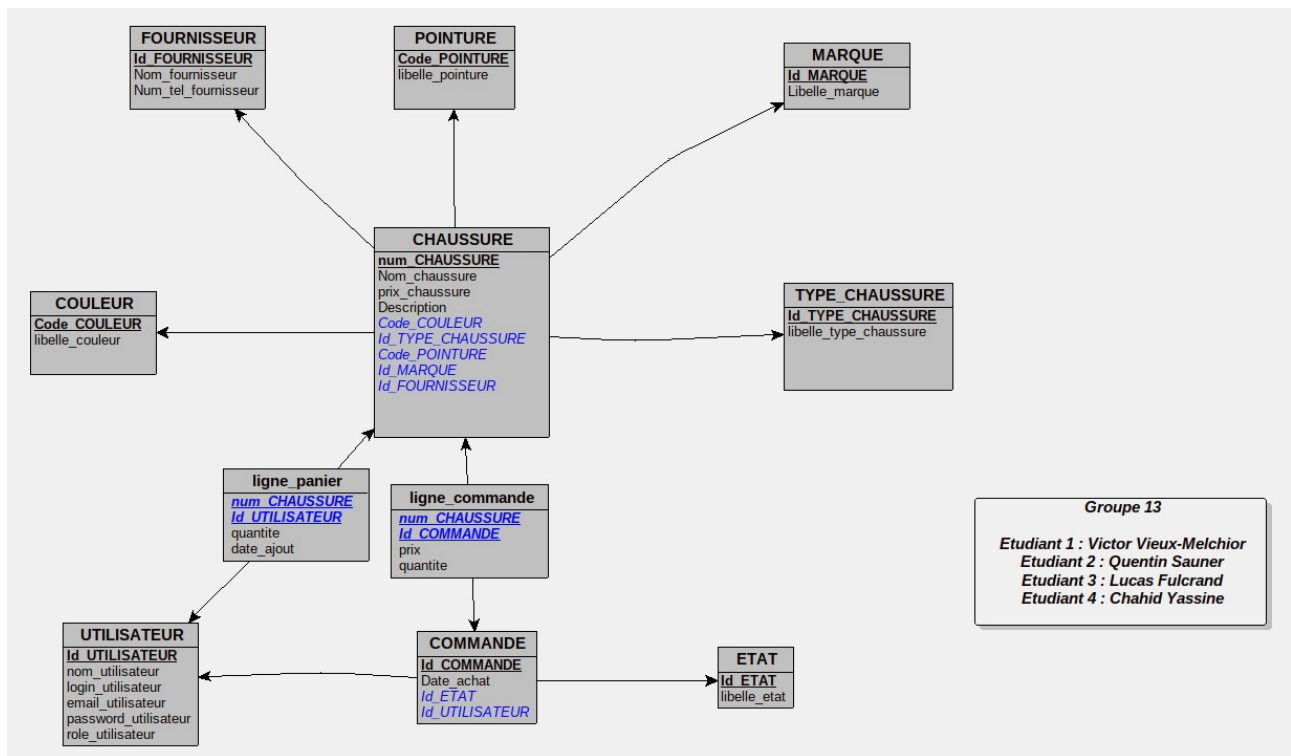 FOURNISSEUR
Id_FOURNISSEUR
Nom_fournisseur
Num_tel_fournisseur
POINTURE
Code_POINTURE
libelle_pointure
MARQUE
Id_MARQUE
Libelle_marque
CHAUSSURE
num_CHAUSSURE
Nom_chaussure
prix_chaussure
Description
Code_COULEUR
Id_TYPE_CHAUSSURE
Code_POINTURE
Id_MARQUE
Id_FOURNISSEUR
COULEUR
Code_COULEUR
libelle_couleur
TYPE_CHAUSSURE
Id_TYPE_CHAUSSURE
libelle_type_chaussure
ligne_panier
num_CHAUSSURE
Id_UTILISATEUR
quantite
date_ajout
ligne_commande
num_CHAUSSURE
Id_COMMANDE
prix
quantite
Groupe 13
Etudiant 1 : Victor Vieux-Melchior
Etudiant 2 : Quentin Sauner
Etudiant 3 : Lucas Fulcrand
Etudiant 4 : Chahid Yassine
UTILISATEUR
Id_UTILISATEUR
nom_utilisateur
login_utilisateur
email_utilisateur
password_utilisateur
role_utilisateur
COMMANDE
Id_COMMANDE
Date_achat
Id_ETAT
Id_UTILISATEUR
ETAT
Id_ETAT
libelle_etat